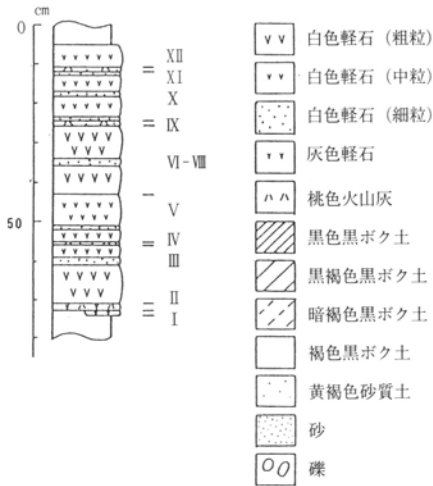 cm
0
50
XII
XI
X
IX
VI-VIII
V
IV
III
II
I
白色軽石（粗粒）
白色軽石（中粒）
白色軽石（細粒）
灰色軽石
桃色火山灰
黒色黒ボク土
黒褐色黒ボク土
暗褐色黒ボク土
褐色黒ボク土
黄褐色砂質土
砂
礫